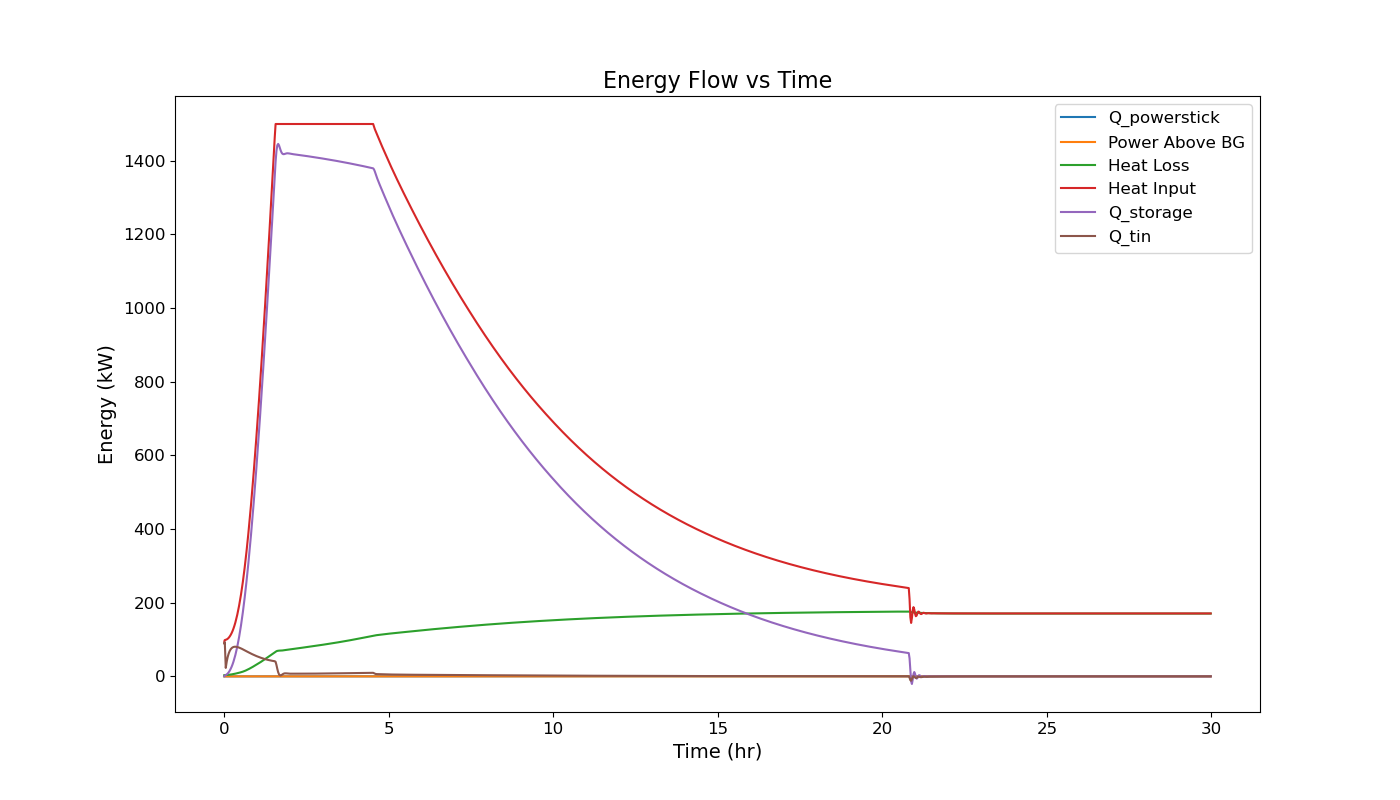 Energy Flow vs Time
Q_powerstick
Power Above BG
Heat Loss
Heat Input
Q_storage
Q_tin
Energy (kW)
1400
1200
1000
800
600
400
200
0
0 5 10 15 20 25 30
Time (hr)